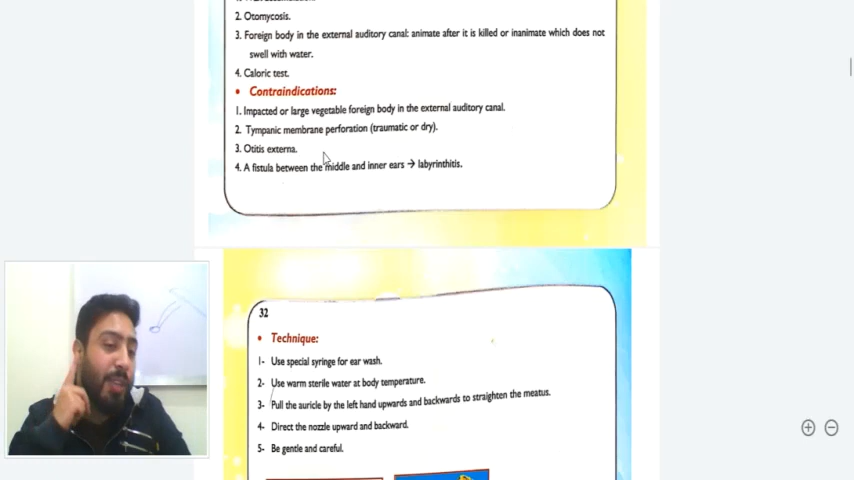 2. Otomycosis.
3. Foreign body in the external auditory canal: animate after it is killed or inanimate which does not
swell with water.
4. Caloric test.
• Contraindications:
1. Impacted or large vegetable foreign body in the external auditory canal.
2. Tympanic membrane perforation (traumatic or dry).
3. Otitis externa.
4. A fistula between the middle and inner ears → labyrinthitis.
32
• Technique:
1- Use special syringe for ear wash.
2- Use warm sterile water at body temperature.
3- Pull the auricle by the left hand upwards and backwards to straighten the meatus.
4- Direct the nozzle upward and backward.
5- Be gentle and careful.